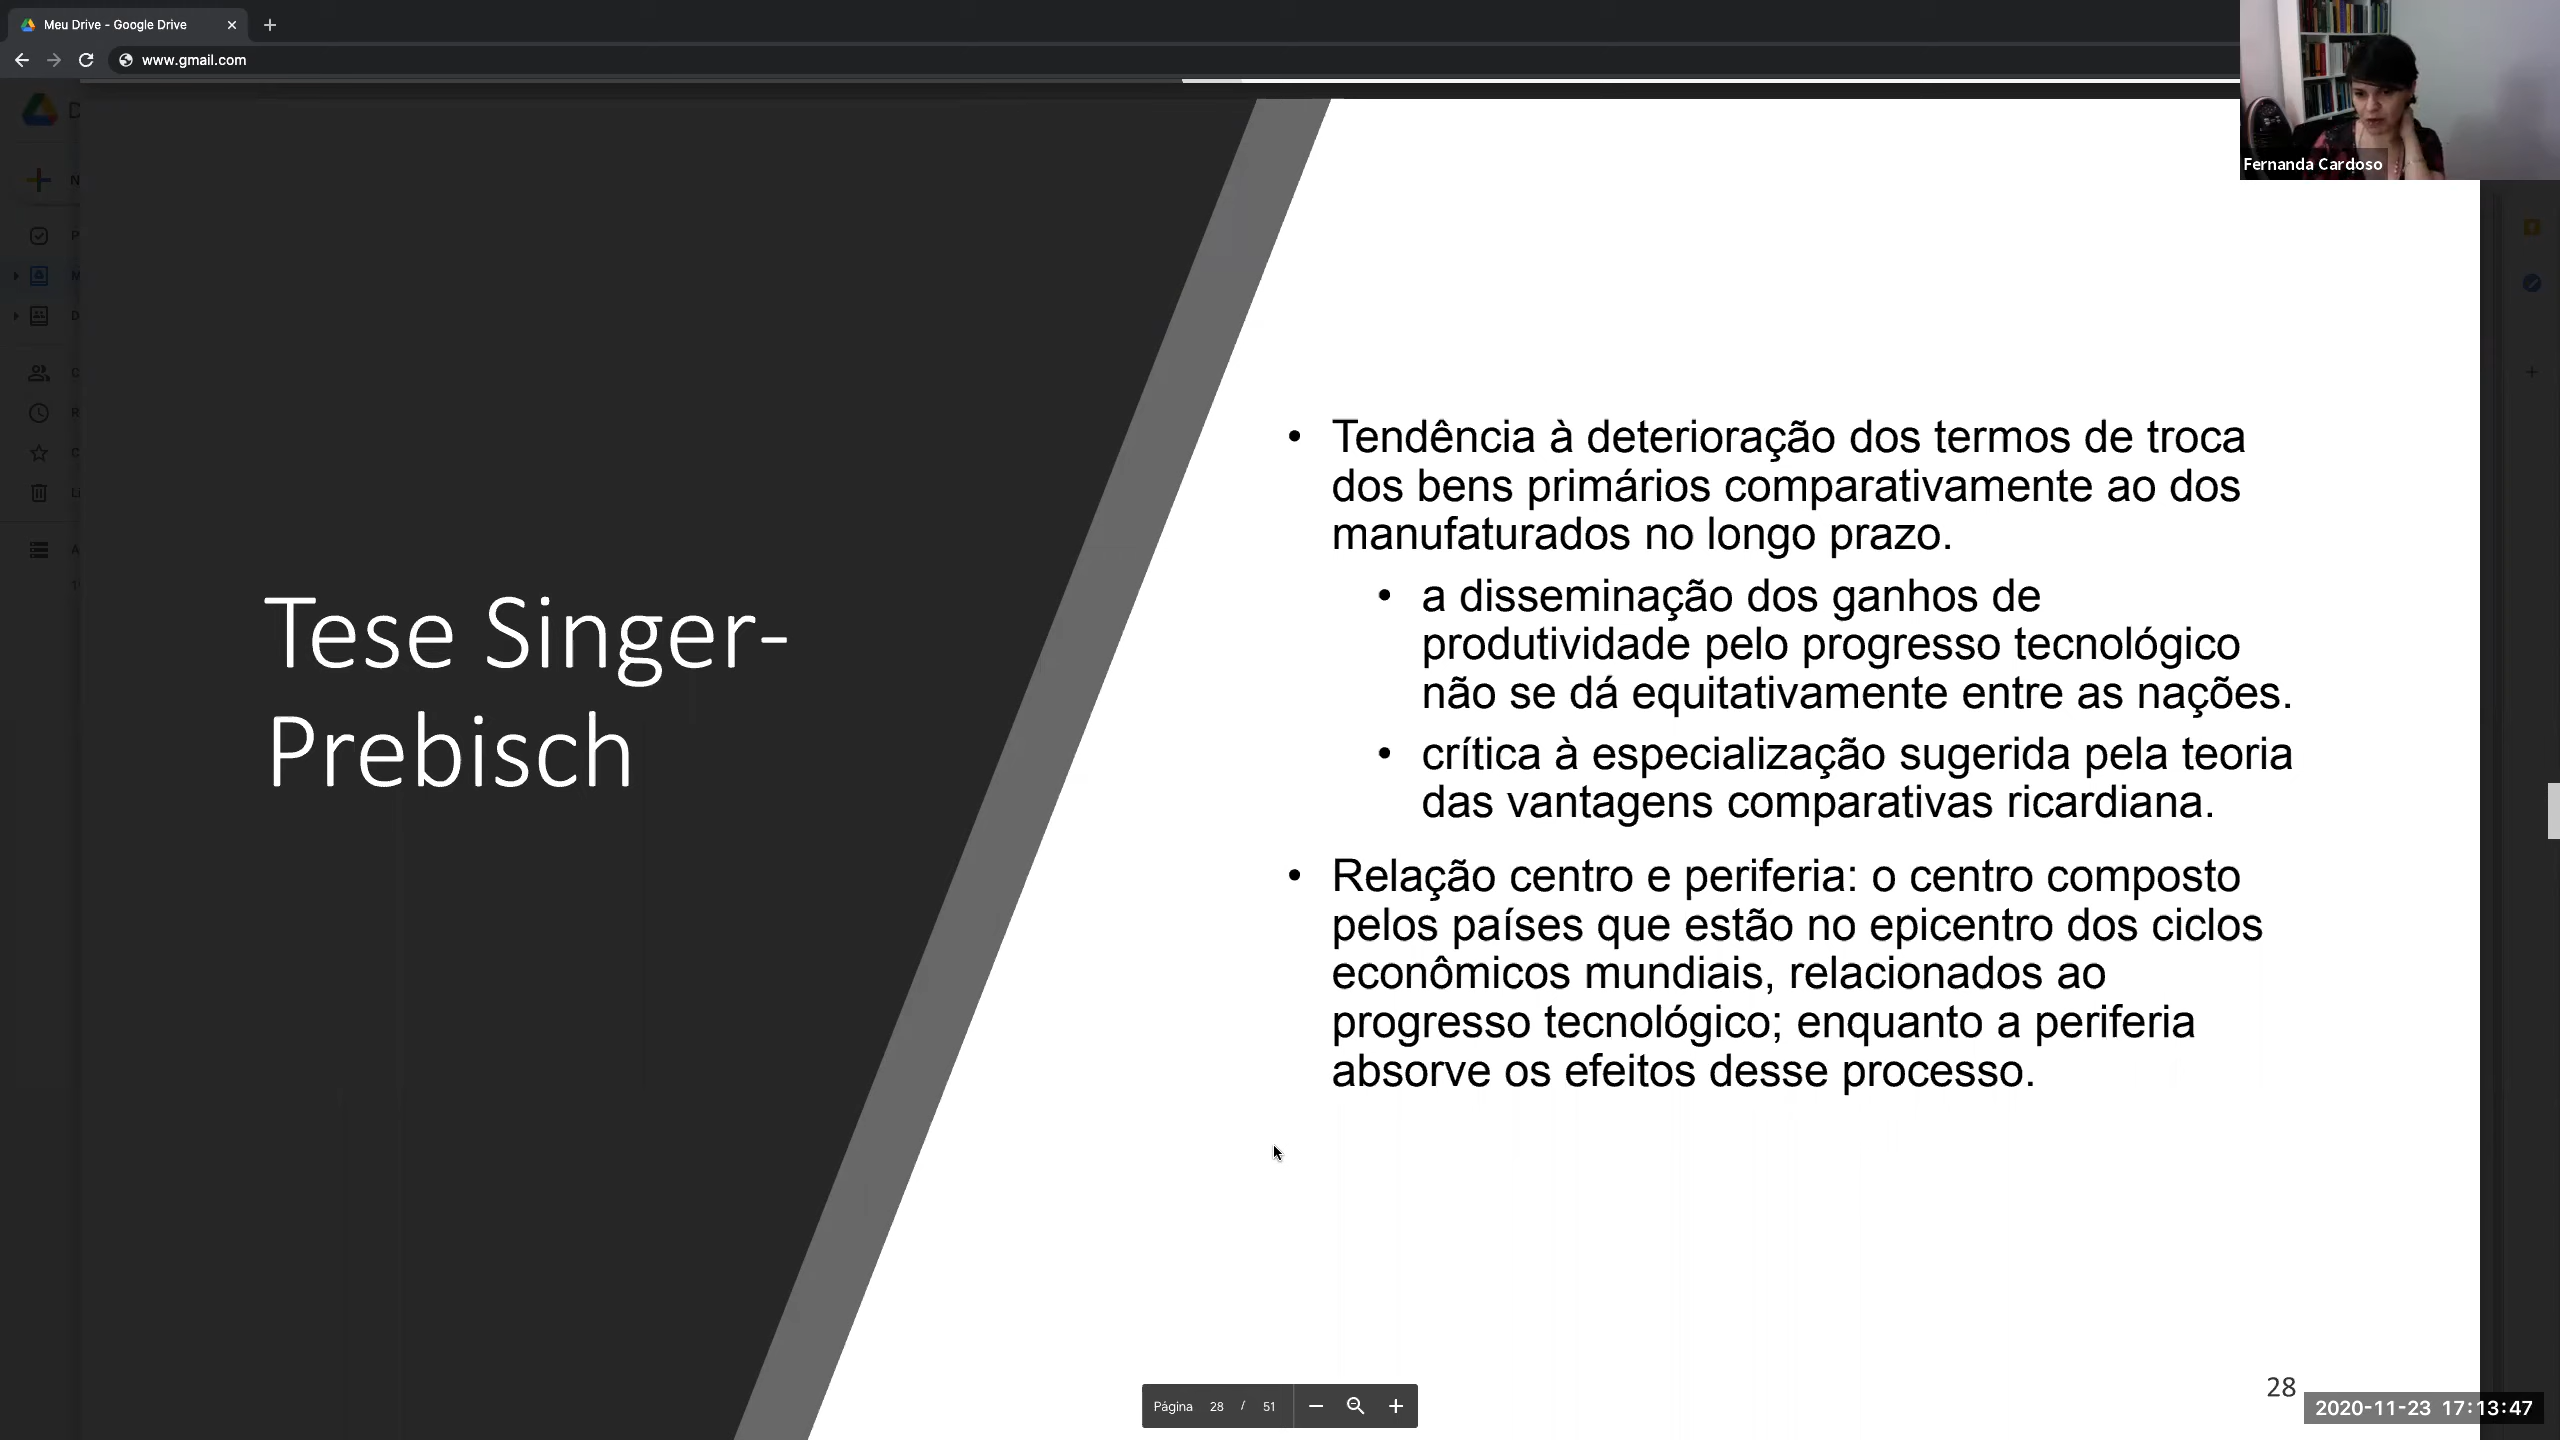 Meu Drive - Google Drive
www.gmail.com
Fernanda Cardoso
Tese Singer-
Prebisch
• Tendência à deterioração dos termos de troca
dos bens primários comparativamente ao dos
manufaturados no longo prazo.
• a disseminação dos ganhos de
produtividade pelo progresso tecnológico
não se dá equitativamente entre as nações.
• crítica à especialização sugerida pela teoria
das vantagens comparativas ricardiana.
• Relação centro e periferia: o centro composto
pelos países que estão no epicentro dos ciclos
econômicos mundiais, relacionados ao
progresso tecnológico; enquanto a periferia
absorve os efeitos desse processo.
28
Página 28 / 51
2020-11-23 17:13:47